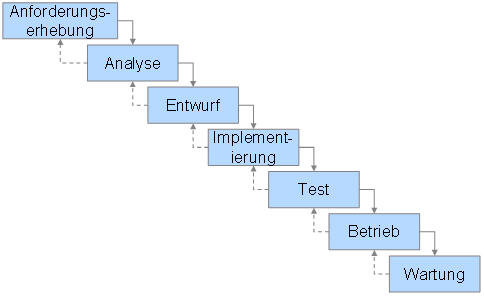 Anforderungs-
erhebung
Analyse
Entwurf
Implement-
ierung
Test
Betrieb
Wartung